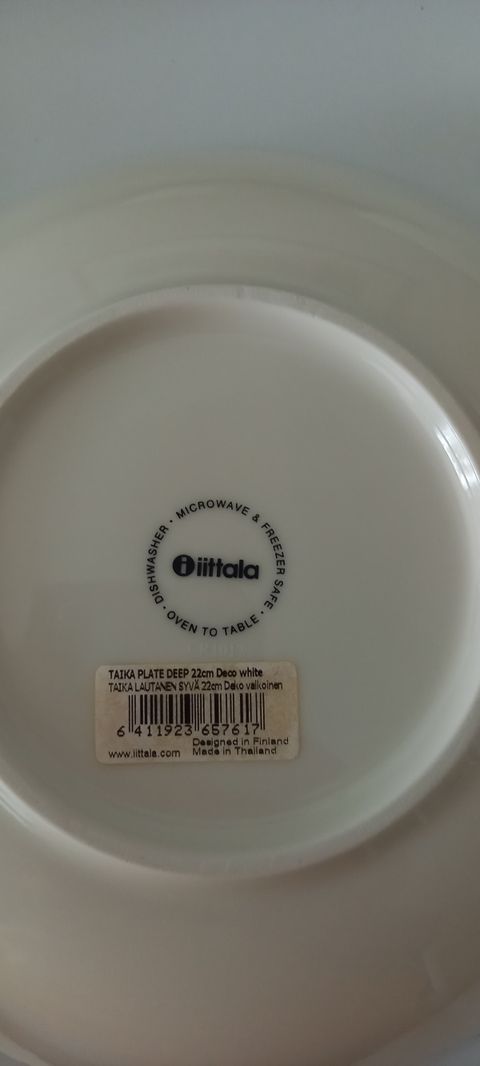 DISHWASHER · MICROWAVE & FREEZER SAFE · OVEN TO TABLE ·
iittala
TAIKA PLATE DEEP 22cm Deco white
TAIKA LAUTANEN SYVÄ 22cm Deko valkoinen
6 411923 657617
Designed in Finland
www.iittala.com Made in Thailand